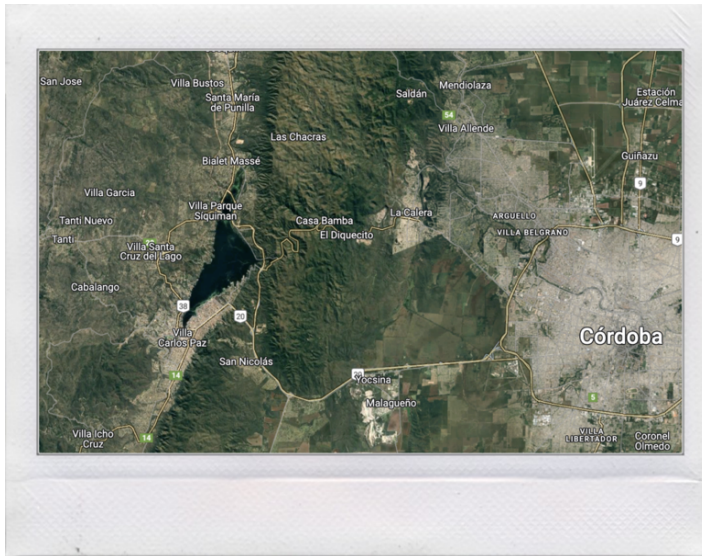 San Jose
Villa Bustos
Santa María
de Punilla
Saldán
Mendiolaza
Estación
Juárez Celma
54
Villa Allende
Las Chacras
Bialet Massé
Guiñazu
9
Villa Garcia
Villa Parque
Siquiman
Casa Bamba
La Calera
ARGUELLO
Tanti Nuevo
El Diquecito
VILLA BELGRANO
Tanti
9
Villa Santa
Cruz del Lago
Cabalango
38
20
Villa
Carlos Paz
Córdoba
San Nicolás
14
Yocsina
Malagueño
5
Villa Icho
Cruz
14
VILLA
LIBERTADOR
Coronel
Olmedo